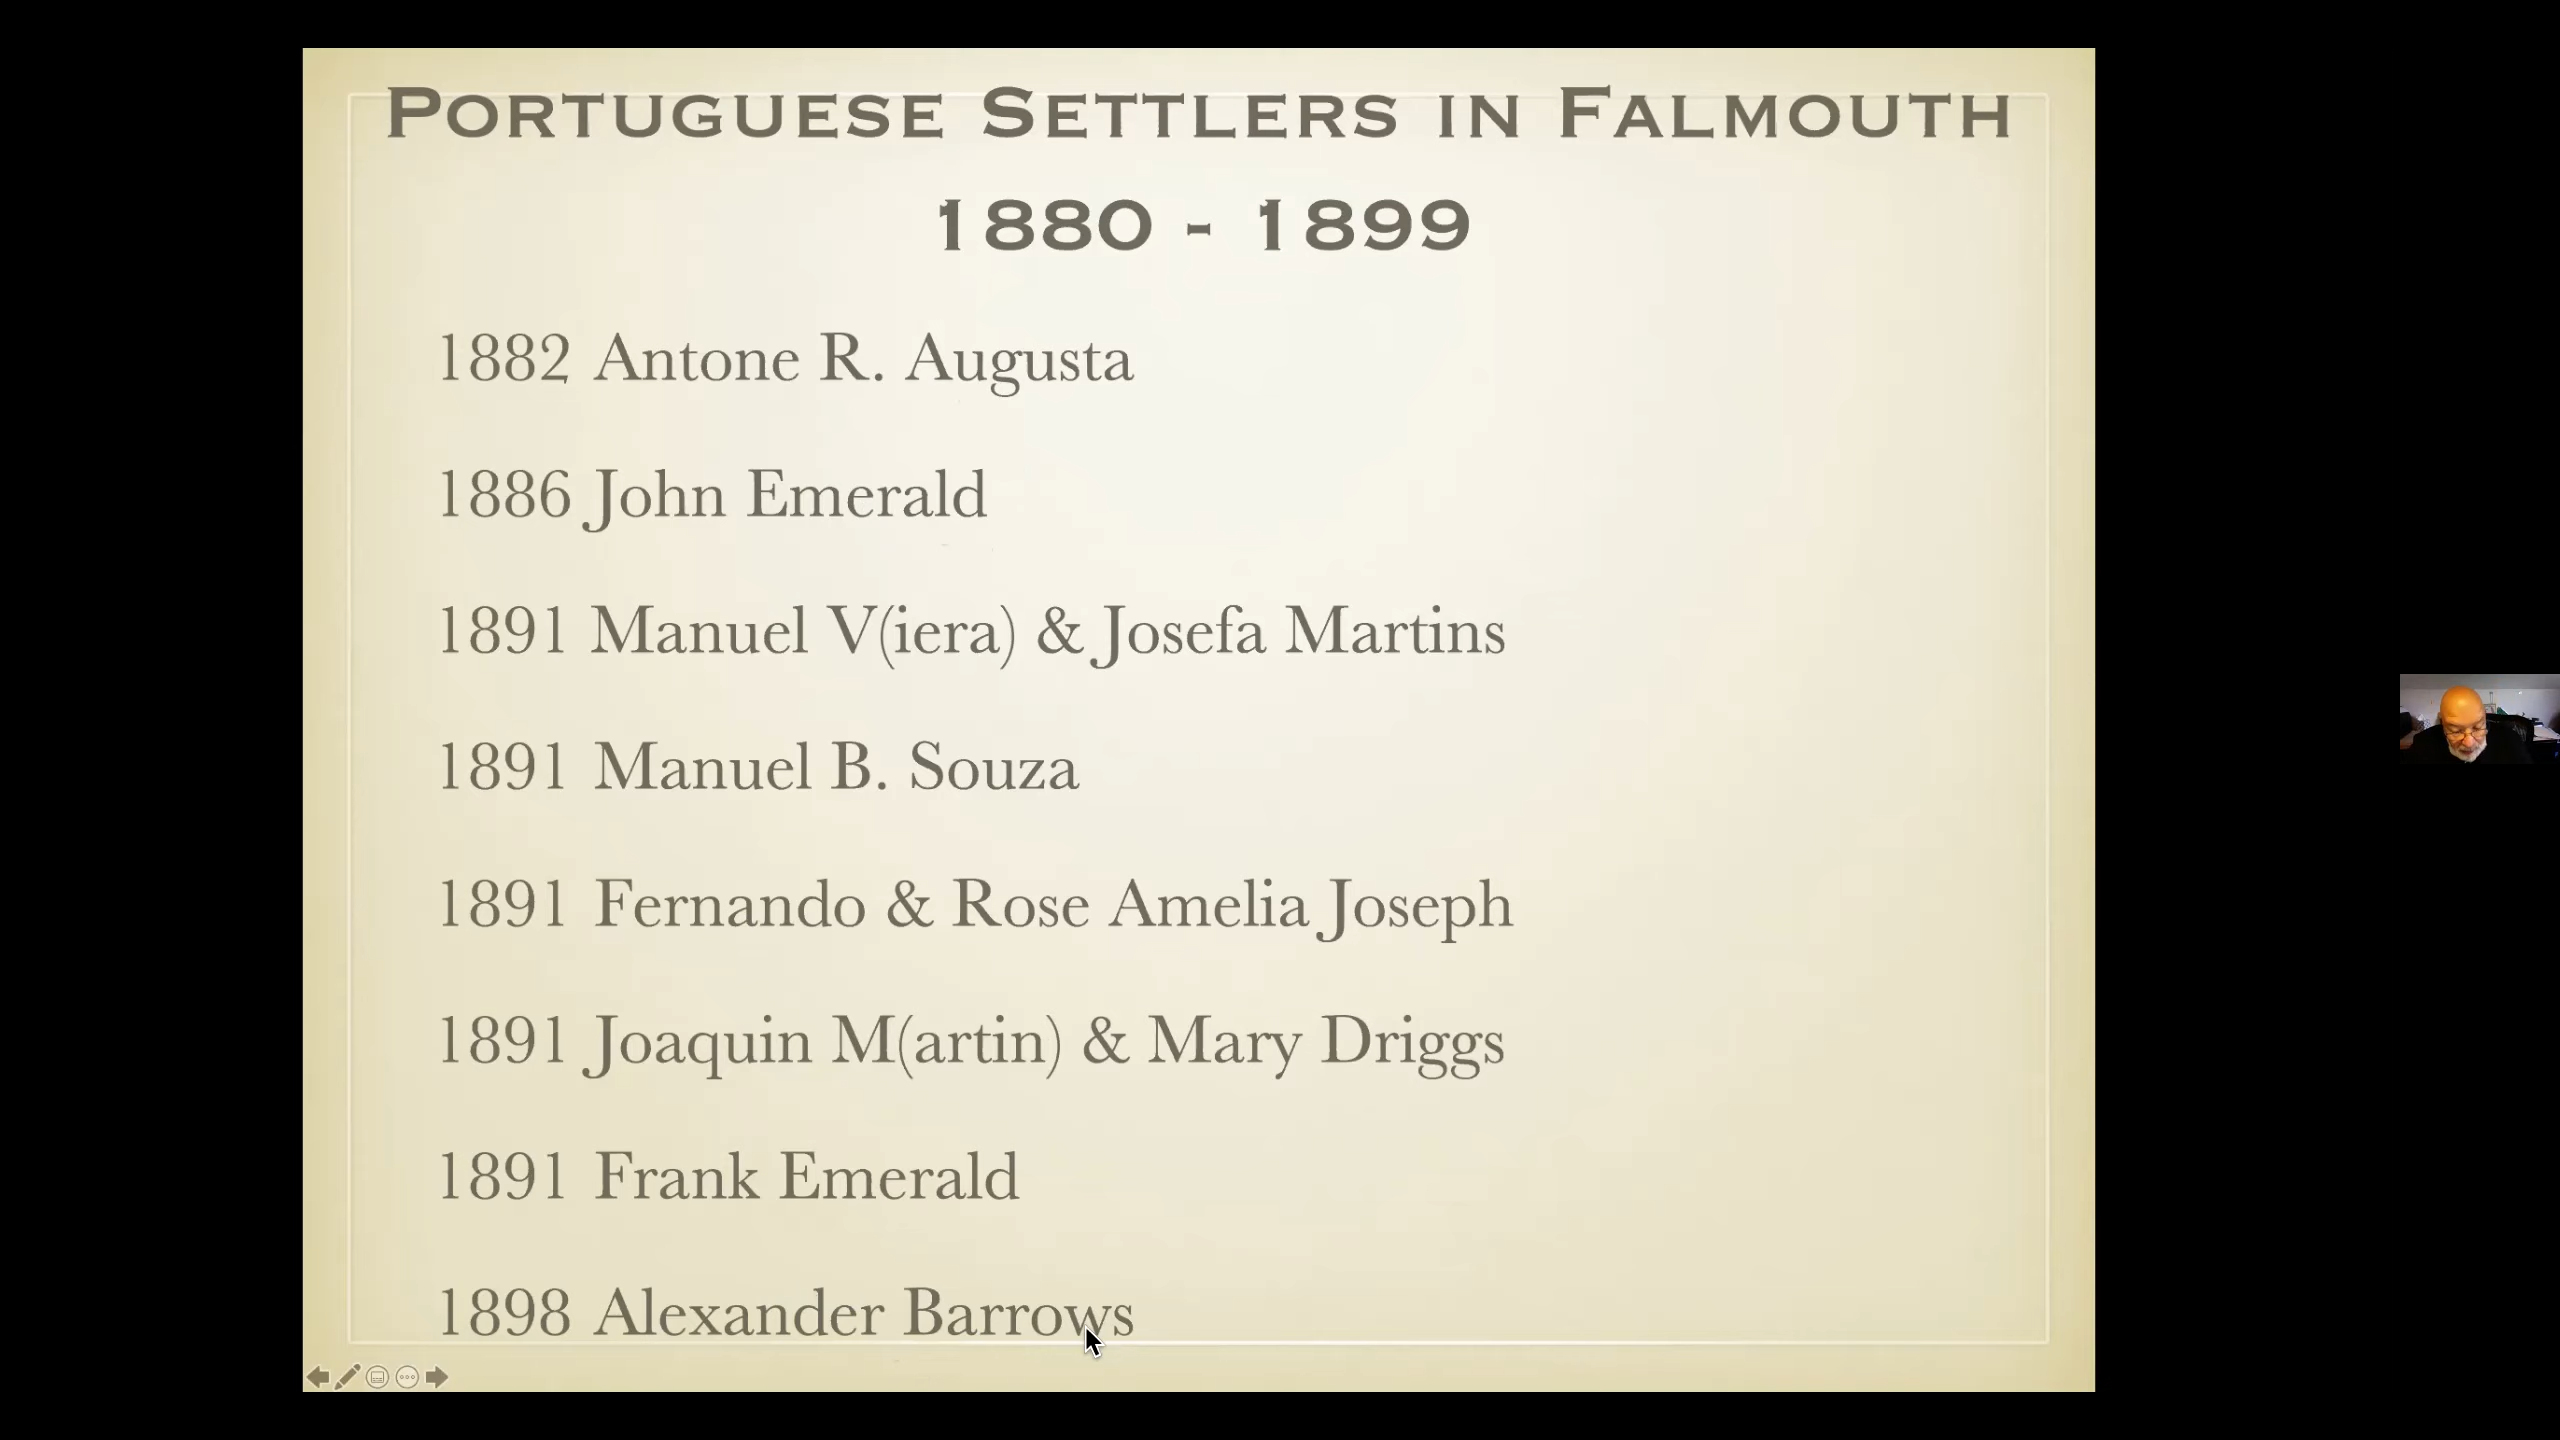 Portuguese Settlers in Falmouth
1880 - 1899
1882 Antone R. Augusta
1886 John Emerald
1891 Manuel V(iera) & Josefa Martins
1891 Manuel B. Souza
1891 Fernando & Rose Amelia Joseph
1891 Joaquin M(artin) & Mary Driggs
1891 Frank Emerald
1898 Alexander Barrows